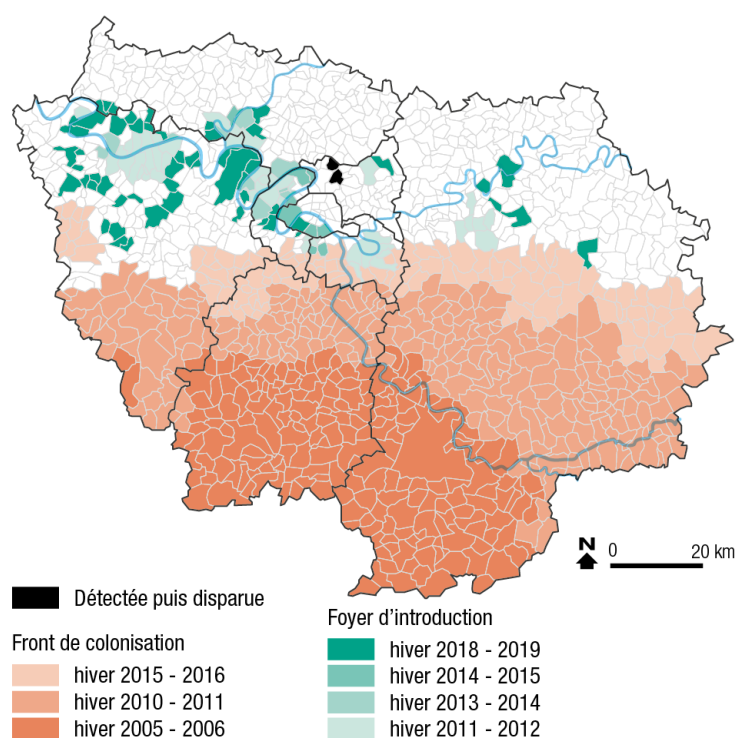 N
0 20 km
Détectée puis disparue
Front de colonisation
hiver 2015 - 2016
hiver 2010 - 2011
hiver 2005 - 2006
Foyer d'introduction
hiver 2018 - 2019
hiver 2014 - 2015
hiver 2013 - 2014
hiver 2011 - 2012